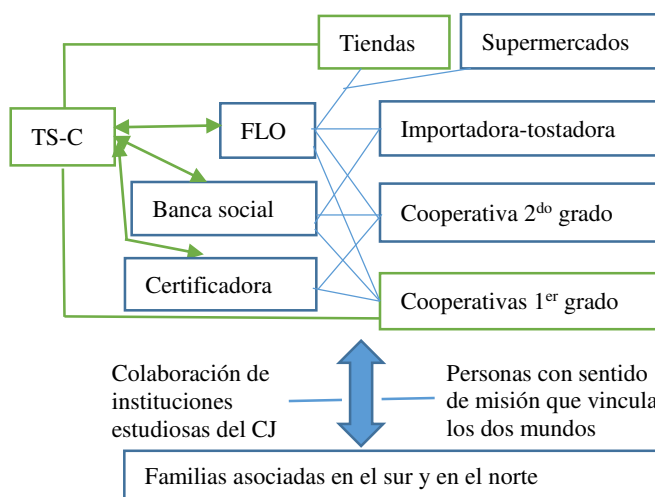 Tiendas
Supermercados
TS-C
FLO
Importadora-tostadora
Banca social
Cooperativa 2do grado
Certificadora
Cooperativas 1er grado
Colaboración de
instituciones
estudiosas del CJ
Personas con sentido
de misión que vincula
los dos mundos
Familias asociadas en el sur y en el norte